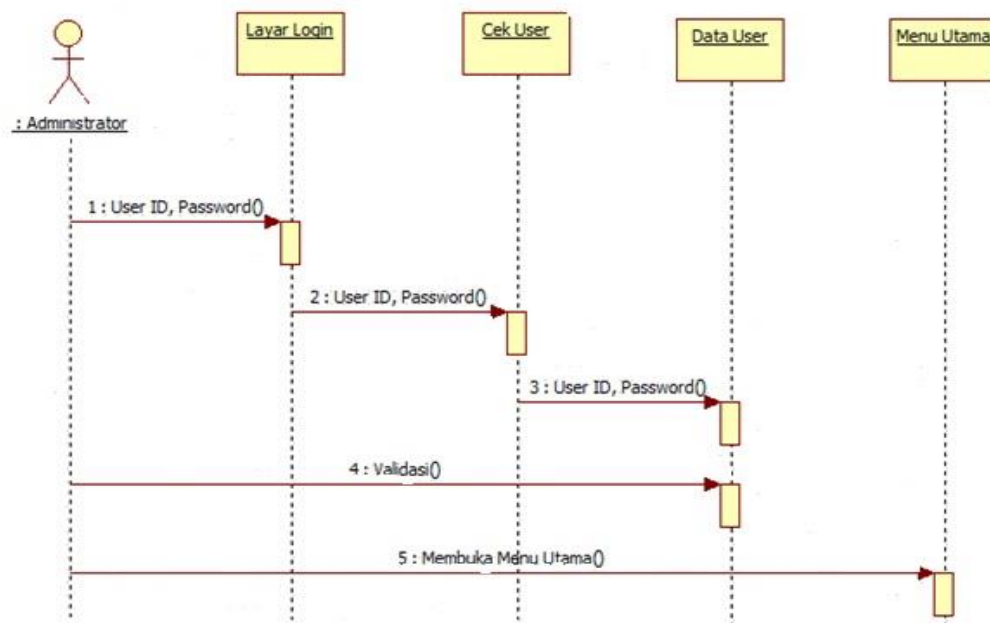 Layar Login
Cek User
Data User
Menu Utama
: Administrator
1 : User ID, Password()
2 : User ID, Password()
3 : User ID, Password()
4 : Validasi()
5 : Membuka Menu Utama()